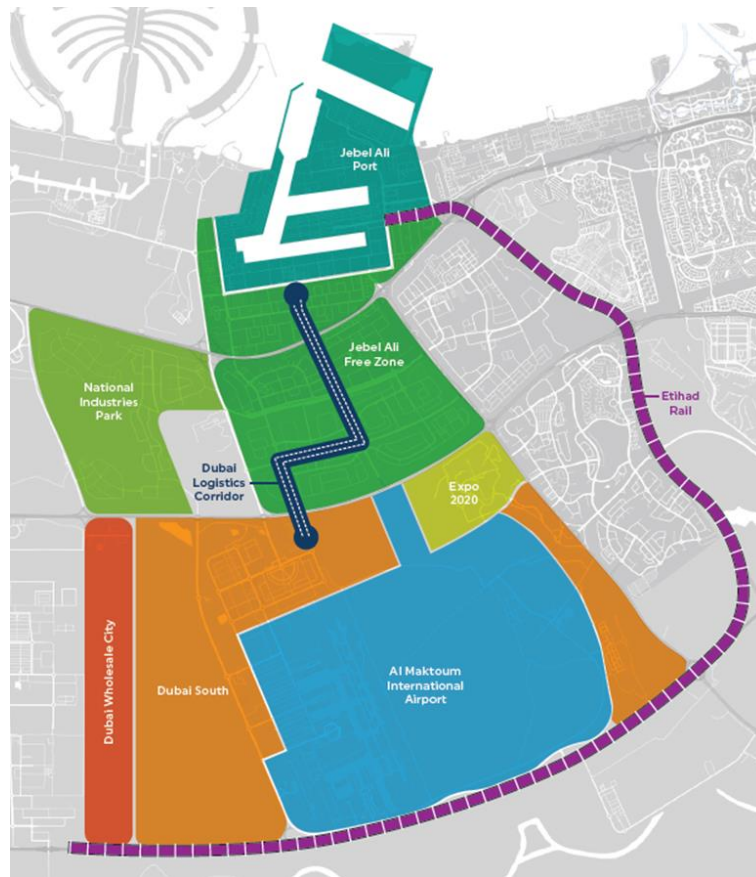 Jebel Ali
Port
Jebel Ali
Free Zone
National
Industries
Park
Etihad
Rail
Dubai
Logistics
Corridor
Expo
2020
Dubai Wholesale City
Dubai South
Al Maktoum
International
Airport